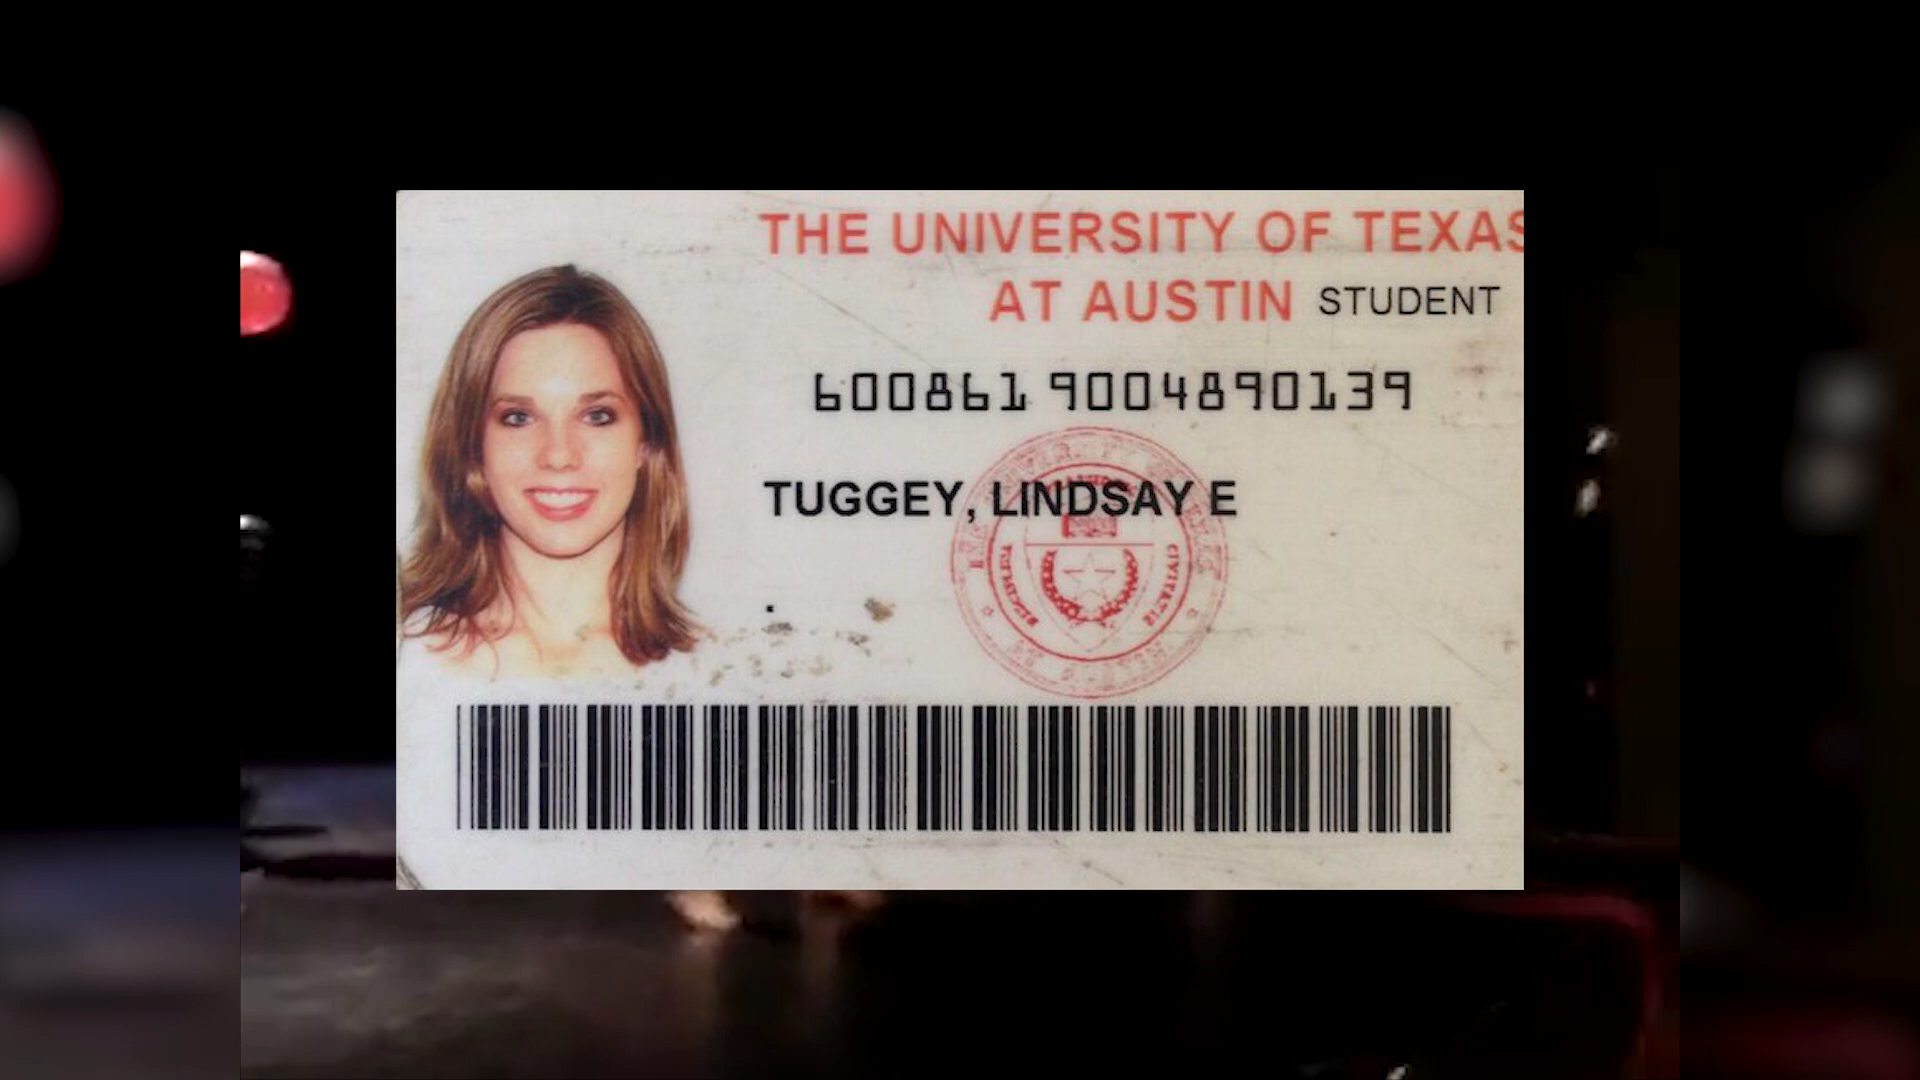 THE UNIVERSITY OF TEXAS
AT AUSTIN STUDENT
600861 9004890139
TUGGEY, LINDSAY E